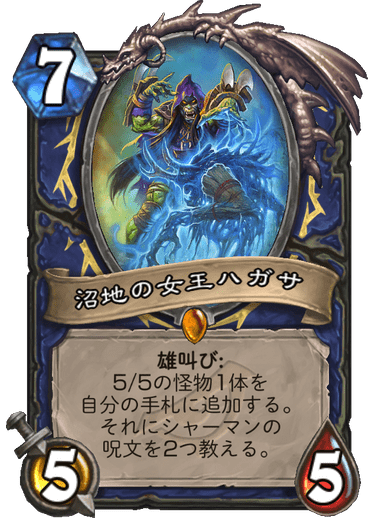 7
沼地の女王ハガサ
雄叫び:
5/5の怪物1体を
自分の手札に追加する。
それにシャーマンの
呪文を2つ教える。
5
5